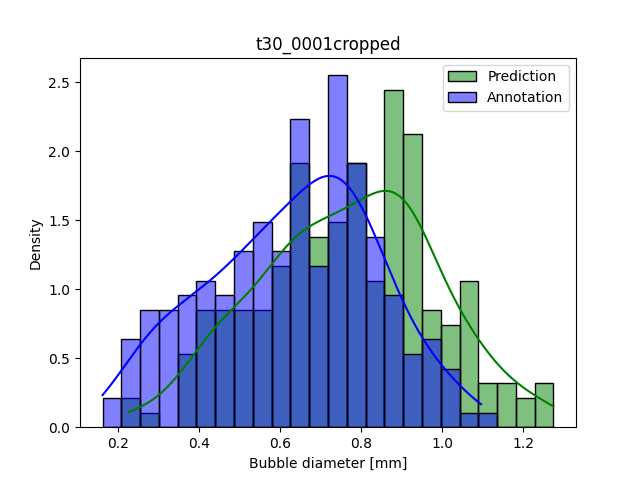 t30_0001cropped
Prediction
Annotation
2.5
2.0
1.5
1.0
0.5
0.0
Density
0.2 0.4 0.6 0.8 1.0 1.2
Bubble diameter [mm]